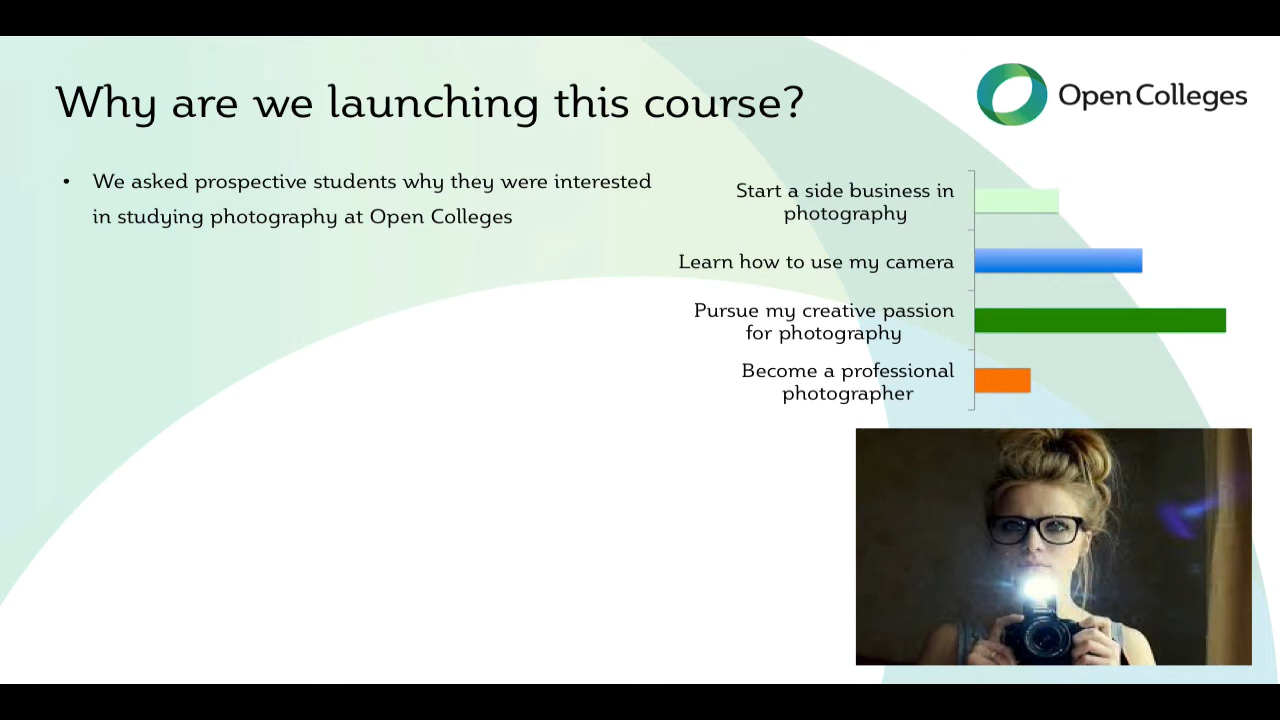 Why are we launching this course?
Open Colleges
• We asked prospective students why they were interested
in studying photography at Open Colleges
Start a side business in
photography
Learn how to use my camera
Pursue my creative passion
for photography
Become a professional
photographer